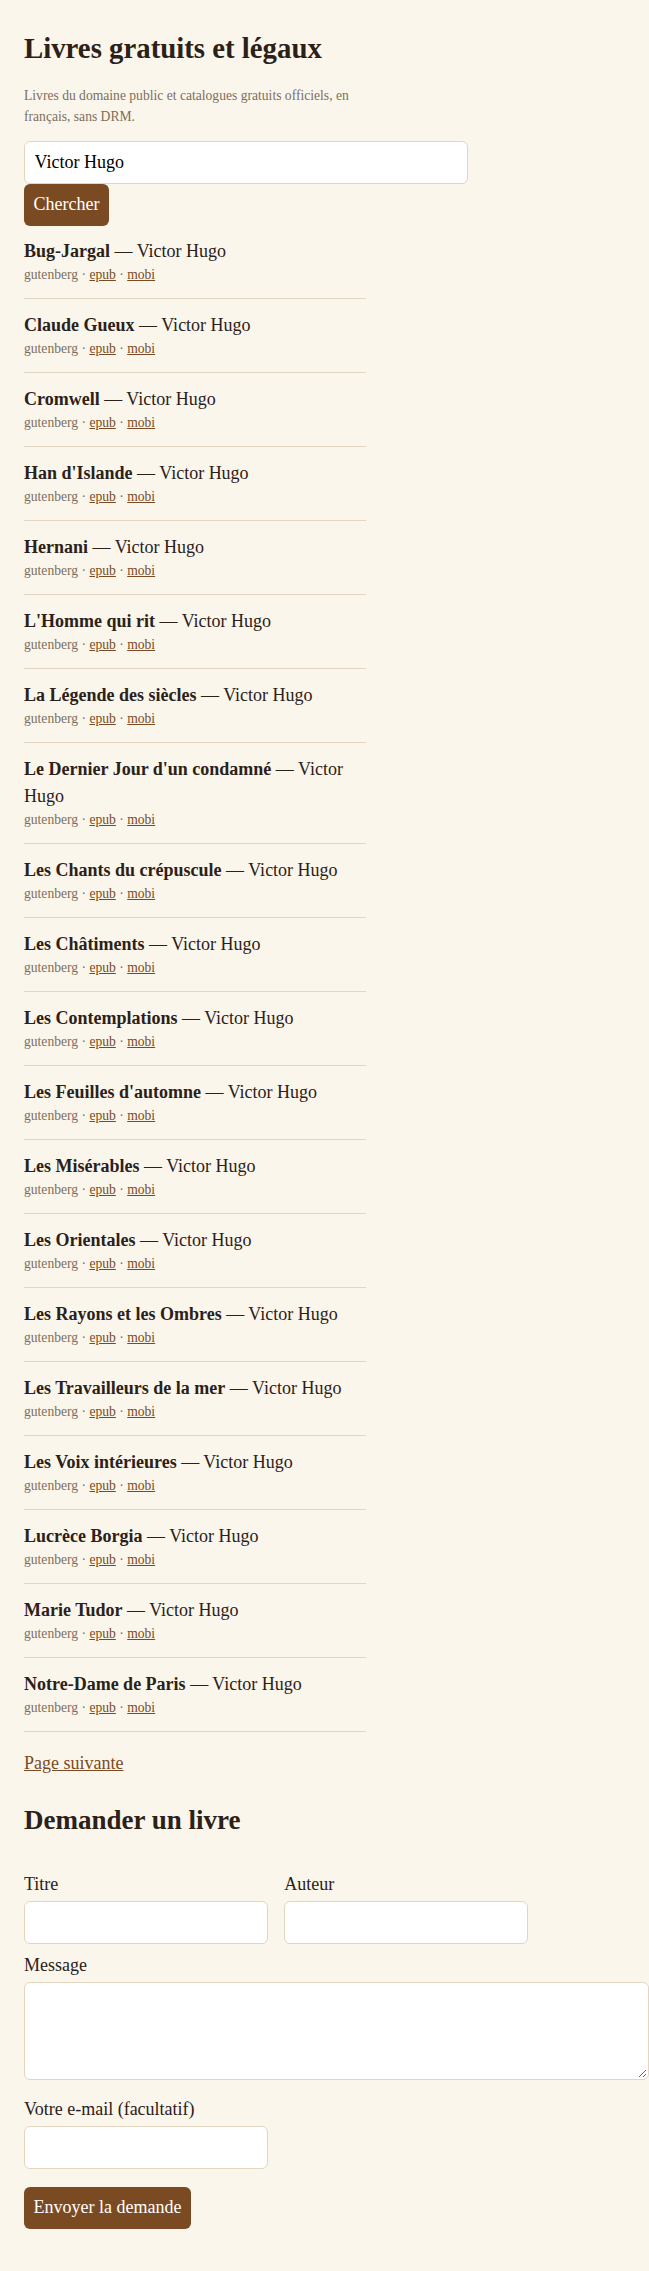 Livres gratuits et légaux
Livres du domaine public et catalogues gratuits officiels, en
français, sans DRM.
Victor Hugo
Chercher
Bug-Jargal — Victor Hugo
gutenberg · epub · mobi
Claude Gueux — Victor Hugo
gutenberg · epub · mobi
Cromwell — Victor Hugo
gutenberg · epub · mobi
Han d'Islande — Victor Hugo
gutenberg · epub · mobi
Hernani — Victor Hugo
gutenberg · epub · mobi
L'Homme qui rit — Victor Hugo
gutenberg · epub · mobi
La Légende des siècles — Victor Hugo
gutenberg · epub · mobi
Le Dernier Jour d'un condamné — Victor
Hugo
gutenberg · epub · mobi
Les Chants du crépuscule — Victor Hugo
gutenberg · epub · mobi
Les Châtiments — Victor Hugo
gutenberg · epub · mobi
Les Contemplations — Victor Hugo
gutenberg · epub · mobi
Les Feuilles d'automne — Victor Hugo
gutenberg · epub · mobi
Les Misérables — Victor Hugo
gutenberg · epub · mobi
Les Orientales — Victor Hugo
gutenberg · epub · mobi
Les Rayons et les Ombres — Victor Hugo
gutenberg · epub · mobi
Les Travailleurs de la mer — Victor Hugo
gutenberg · epub · mobi
Les Voix intérieures — Victor Hugo
gutenberg · epub · mobi
Lucrèce Borgia — Victor Hugo
gutenberg · epub · mobi
Marie Tudor — Victor Hugo
gutenberg · epub · mobi
Notre-Dame de Paris — Victor Hugo
gutenberg · epub · mobi
Page suivante
Demander un livre
Titre
Auteur
Message
Votre e-mail (facultatif)
Envoyer la demande